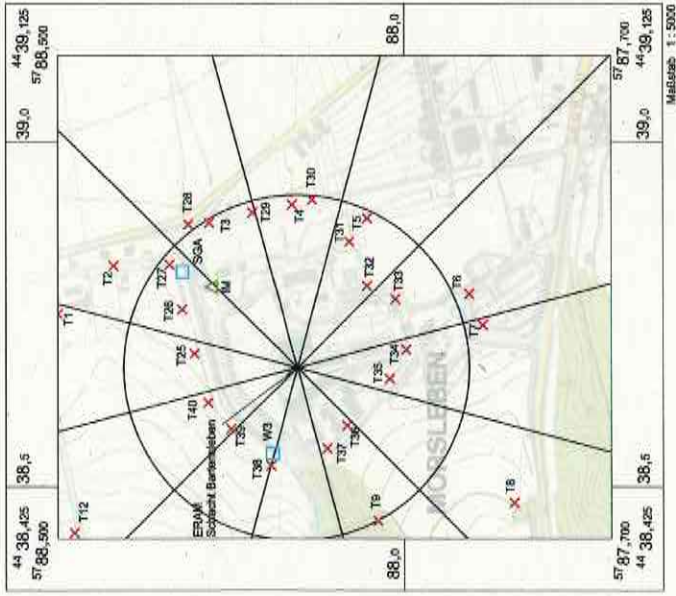 44 39,125
39,0
38,5
44 38,425
57 88,500
57 88,500
T12
T1
T2
T28
T27
SGA
T3
T26
IM
T25
T29
T40
T4
T30
T39
ERAM
Schacht Bartensleben
W3
T38
T31
T5
T32
T37
T33
T36
T35
T34
T9
T6
T7
T8
MORSLEBEN
88,0
88,0
57 87,700
57 87,700
44 38,425
38,5
39,0
44 39,125
Maßstab 1 : 5000